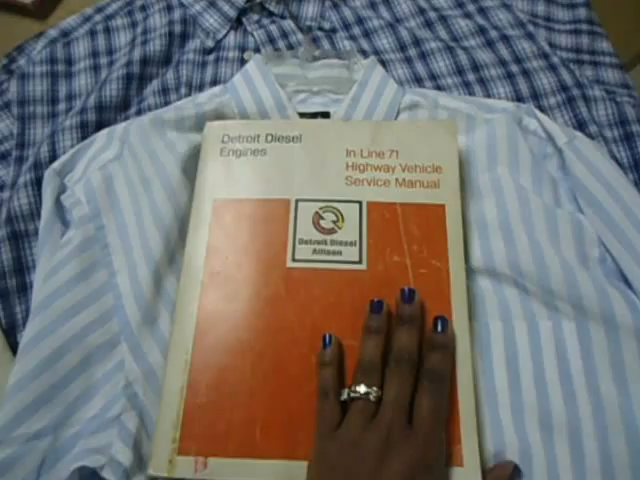 Detroit Diesel
Engines
In-Line 71
Highway Vehicle
Service Manual
Detroit Diesel
Allison